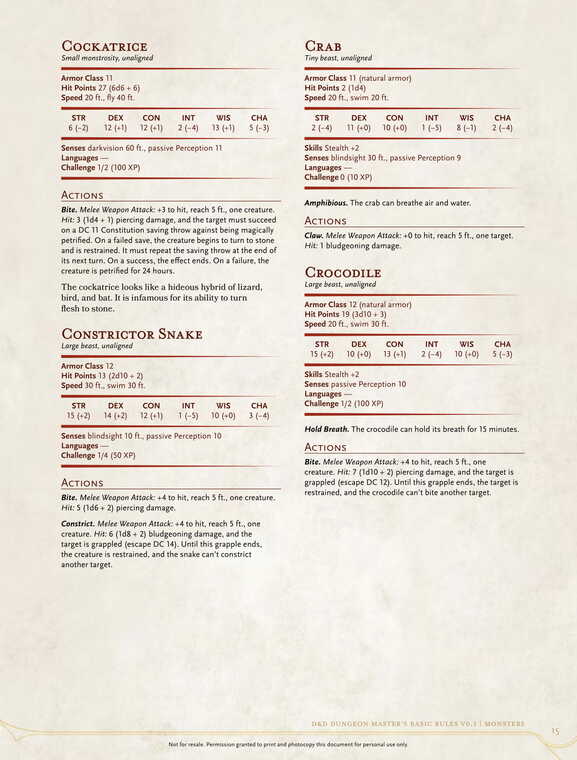 Cockatrice
Small monstrosity, unaligned
Armor Class 11
Hit Points 27 (6d6 + 6)
Speed 20 ft., fly 40 ft.
STR DEX CON INT WIS CHA
6 (−2) 12 (+1) 12 (+1) 2 (−4) 13 (+1) 5 (−3)
Senses darkvision 60 ft., passive Perception 11
Languages —
Challenge 1/2 (100 XP)
Actions
Bite. Melee Weapon Attack: +3 to hit, reach 5 ft., one creature.
Hit: 3 (1d4 + 1) piercing damage, and the target must succeed
on a DC 11 Constitution saving throw against being magically
petrified. On a failed save, the creature begins to turn to stone
and is restrained. It must repeat the saving throw at the end of
its next turn. On a success, the effect ends. On a failure, the
creature is petrified for 24 hours.
The cockatrice looks like a hideous hybrid of lizard,
bird, and bat. It is infamous for its ability to turn
flesh to stone.
Constrictor Snake
Large beast, unaligned
Armor Class 12
Hit Points 13 (2d10 + 2)
Speed 30 ft., swim 30 ft.
STR DEX CON INT WIS CHA
15 (+2) 14 (+2) 12 (+1) 1 (−5) 10 (+0) 3 (−4)
Senses blindsight 10 ft., passive Perception 10
Languages —
Challenge 1/4 (50 XP)
Actions
Bite. Melee Weapon Attack: +4 to hit, reach 5 ft., one creature.
Hit: 5 (1d6 + 2) piercing damage.
Constrict. Melee Weapon Attack: +4 to hit, reach 5 ft., one
creature. Hit: 6 (1d8 + 2) bludgeoning damage, and the
target is grappled (escape DC 14). Until this grapple ends,
the creature is restrained, and the snake can't constrict
another target.
Crab
Tiny beast, unaligned
Armor Class 11 (natural armor)
Hit Points 2 (1d4)
Speed 20 ft., swim 20 ft.
STR DEX CON INT WIS CHA
2 (−4) 11 (+0) 10 (+0) 1 (−5) 8 (−1) 2 (−4)
Skills Stealth +2
Senses blindsight 30 ft., passive Perception 9
Languages —
Challenge 0 (10 XP)
Amphibious. The crab can breathe air and water.
Actions
Claw. Melee Weapon Attack: +0 to hit, reach 5 ft., one target.
Hit: 1 bludgeoning damage.
Crocodile
Large beast, unaligned
Armor Class 12 (natural armor)
Hit Points 19 (3d10 + 3)
Speed 20 ft., swim 30 ft.
STR DEX CON INT WIS CHA
15 (+2) 10 (+0) 13 (+1) 2 (−4) 10 (+0) 5 (−3)
Skills Stealth +2
Senses passive Perception 10
Languages —
Challenge 1/2 (100 XP)
Hold Breath. The crocodile can hold its breath for 15 minutes.
Actions
Bite. Melee Weapon Attack: +4 to hit, reach 5 ft., one
creature. Hit: 7 (1d10 + 2) piercing damage, and the target is
grappled (escape DC 12). Until this grapple ends, the target is
restrained, and the crocodile can't bite another target.
D&D Dungeon Master's Basic Rules v0.3 | Monsters
15
Not for resale. Permission granted to print and photocopy this document for personal use only.